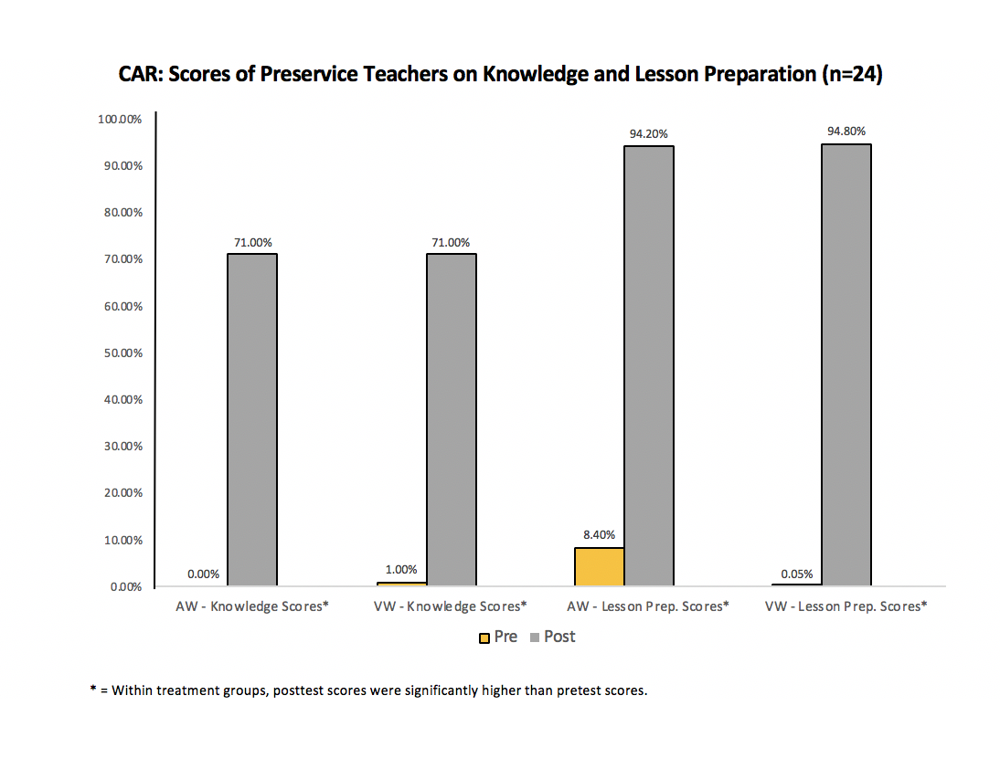 CAR: Scores of Preservice Teachers on Knowledge and Lesson Preparation (n=24)
100.00%
90.00%
80.00%
70.00%
60.00%
50.00%
40.00%
30.00%
20.00%
10.00%
0.00%
0.00%
71.00%
1.00%
71.00%
8.40%
94.20%
0.05%
94.80%
AW - Knowledge Scores*
VW - Knowledge Scores*
AW - Lesson Prep. Scores*
VW - Lesson Prep. Scores*
Pre
Post
* = Within treatment groups, posttest scores were significantly higher than pretest scores.